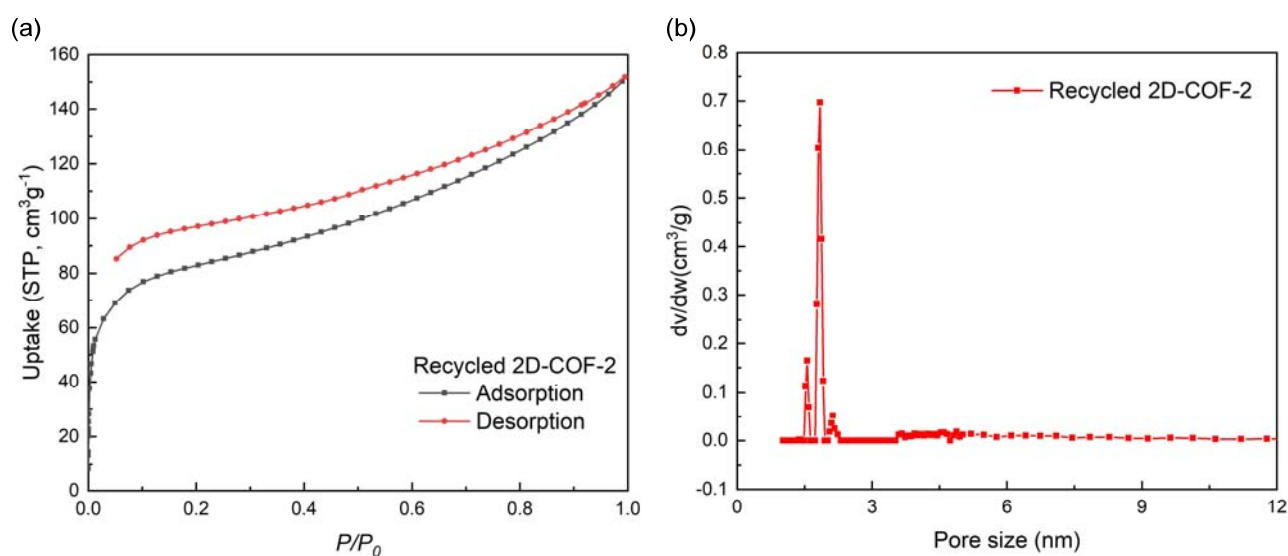 (a)
160
140
120
100
80
60
40
20
0
Uptake (STP, cm³g⁻¹)
Recycled 2D-COF-2
Adsorption
Desorption
0.0 0.2 0.4 0.6 0.8 1.0
P/P₀
(b)
0.8
0.7
0.6
0.5
0.4
0.3
0.2
0.1
0.0
-0.1
dv/dw(cm³/g)
Recycled 2D-COF-2
0 3 6 9 12
Pore size (nm)